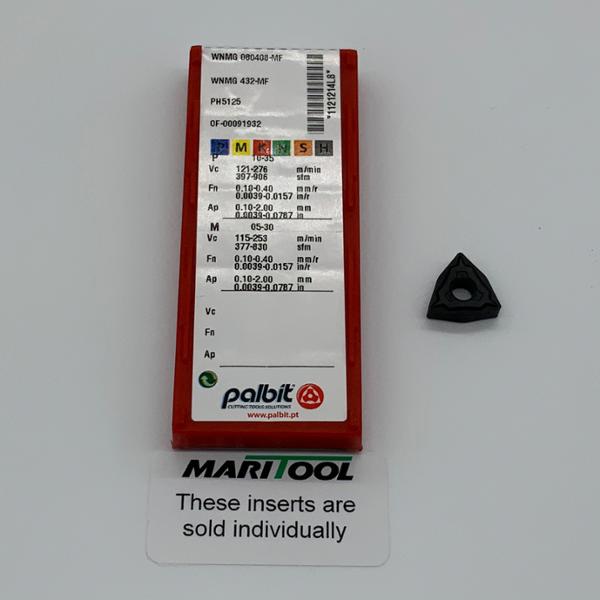 WNMG 080408-MF
WNMG 432-MF
PH5125
OF-00091932
*1121214L8*
P M K N S H
P 10-35
Vc 121-276 m/min
397-906 sfm
Fn 0.10-0.40 mm/r
0.0039-0.0157 in/r
Ap 0.10-2.00 mm
0.0039-0.0787 in
M 05-30
Vc 115-253 m/min
377-830 sfm
Fn 0.10-0.40 mm/r
0.0039-0.0157 in/r
Ap 0.10-2.00 mm
0.0039-0.0787 in
Vc
Fn
Ap
palbit
CUTTING TOOLS SOLUTIONS
www.palbit.pt
MARITOOL
These inserts are
sold individually